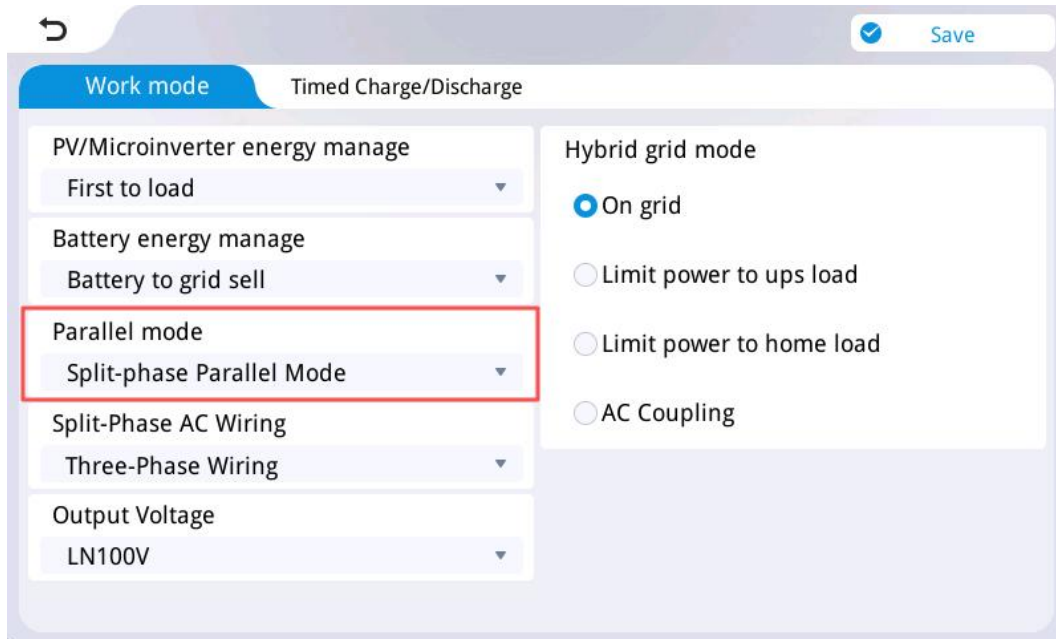 Save
Work mode
Timed Charge/Discharge
PV/Microinverter energy manage
First to load
Battery energy manage
Battery to grid sell
Parallel mode
Split-phase Parallel Mode
Split-Phase AC Wiring
Three-Phase Wiring
Output Voltage
LN100V
Hybrid grid mode
On grid
Limit power to ups load
Limit power to home load
AC Coupling